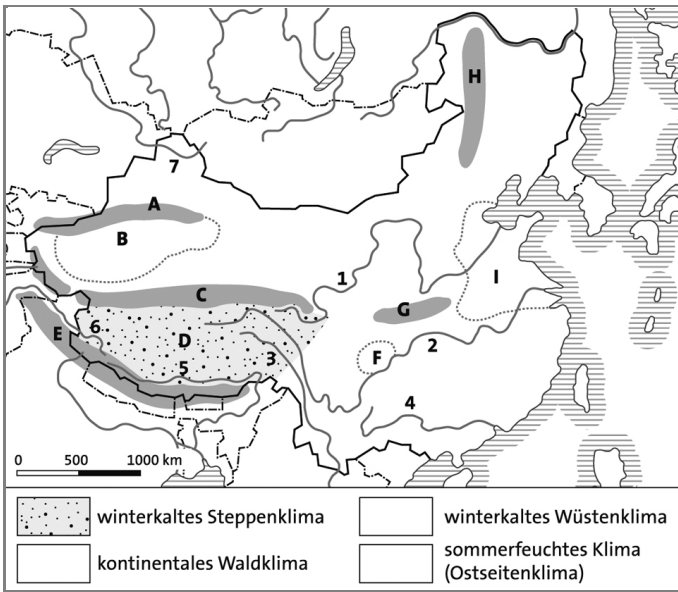 H
7
A
B
I
1
C
G
E
6
D
F
2
5
3
4
0 500 1000 km
winterkaltes Steppenklima
winterkaltes Wüstenklima
kontinentales Waldklima
sommerfeuchtes Klima
(Ostseitenklima)